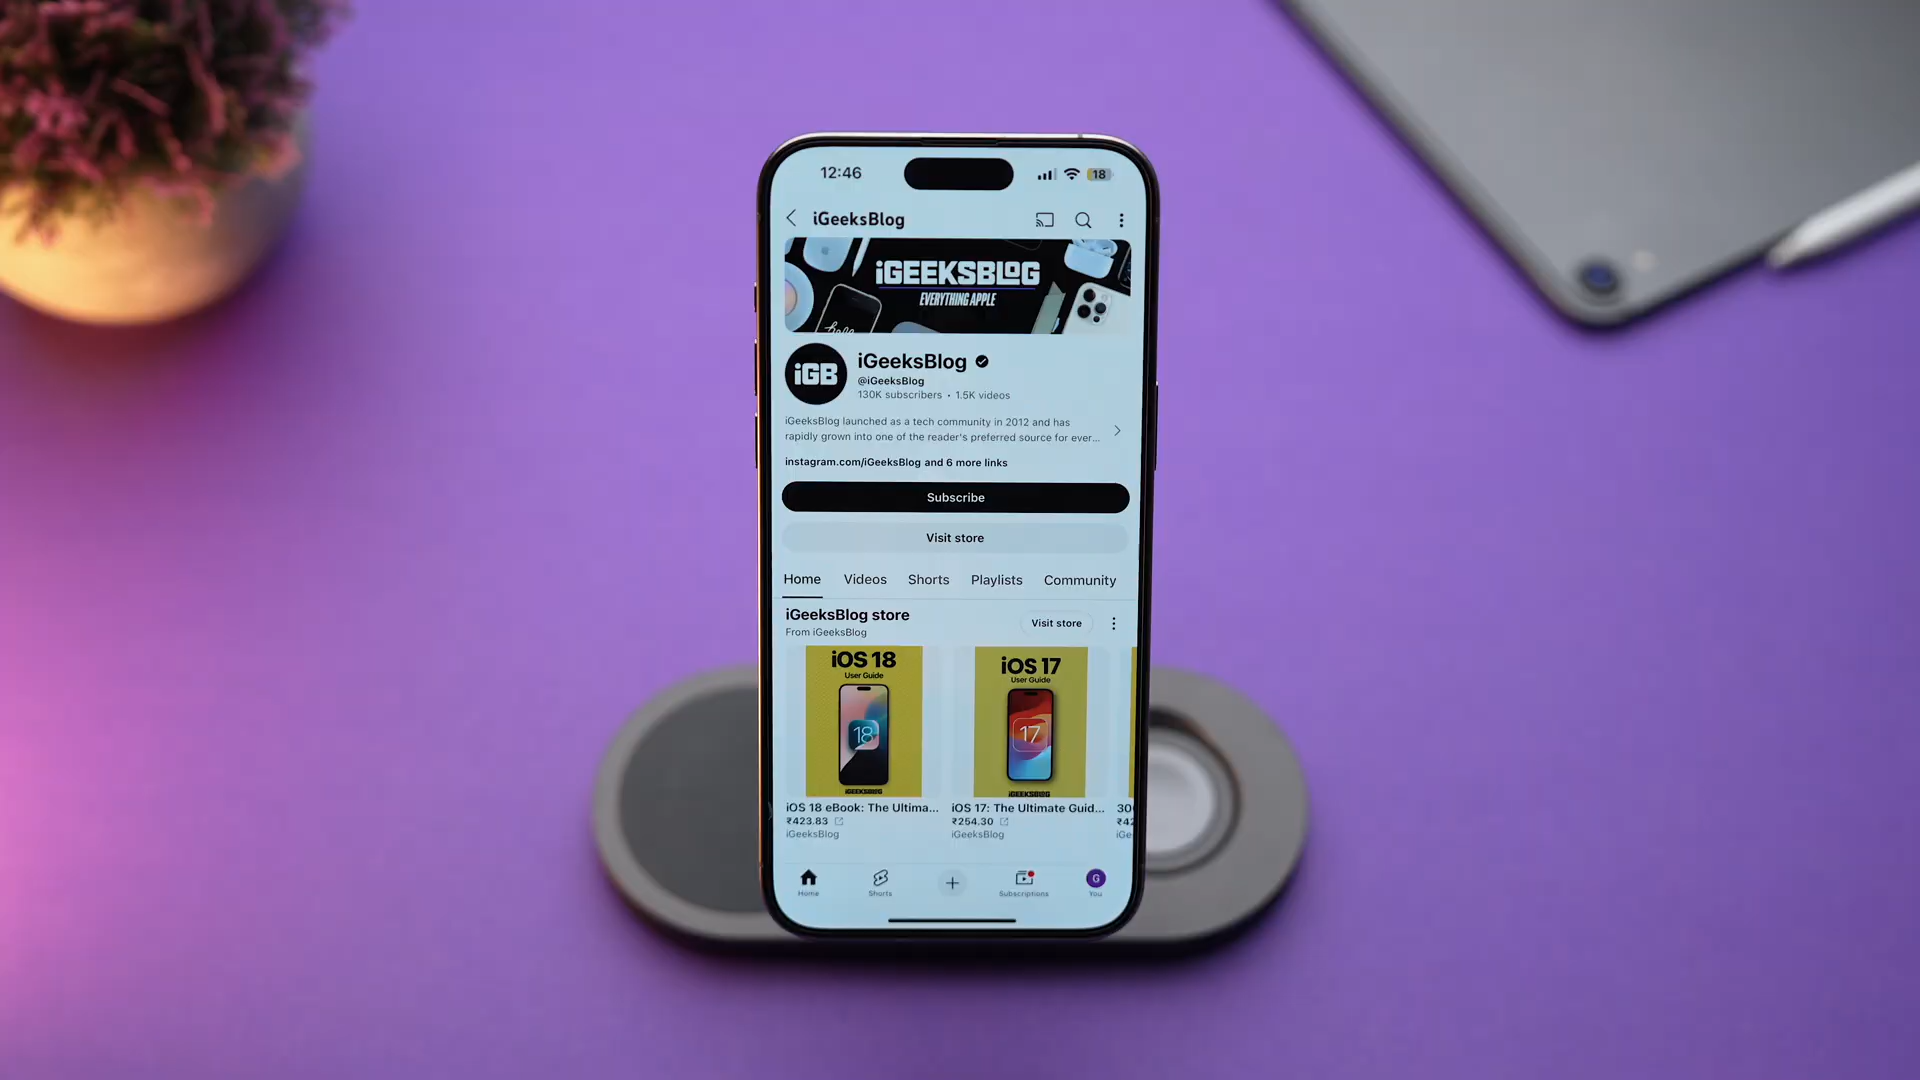 12:46
18
iGeeksBlog
iGEEKSBLOG
EVERYTHING APPLE
hello
iGB
iGeeksBlog
@iGeeksBlog
130K subscribers • 1.5K videos
iGeeksBlog launched as a tech community in 2012 and has
rapidly grown into one of the reader's preferred source for ever...
instagram.com/iGeeksBlog and 6 more links
Subscribe
Visit store
Home Videos Shorts Playlists Community
iGeeksBlog store
From iGeeksBlog
Visit store
iOS 18
User Guide
18
iGEEKSBLOG
iOS 18 eBook: The Ultima...
₹423.83
iGeeksBlog
iOS 17
User Guide
17
iGEEKSBLOG
iOS 17: The Ultimate Guid...
₹254.30
iGeeksBlog
Home Shorts Subscriptions G You